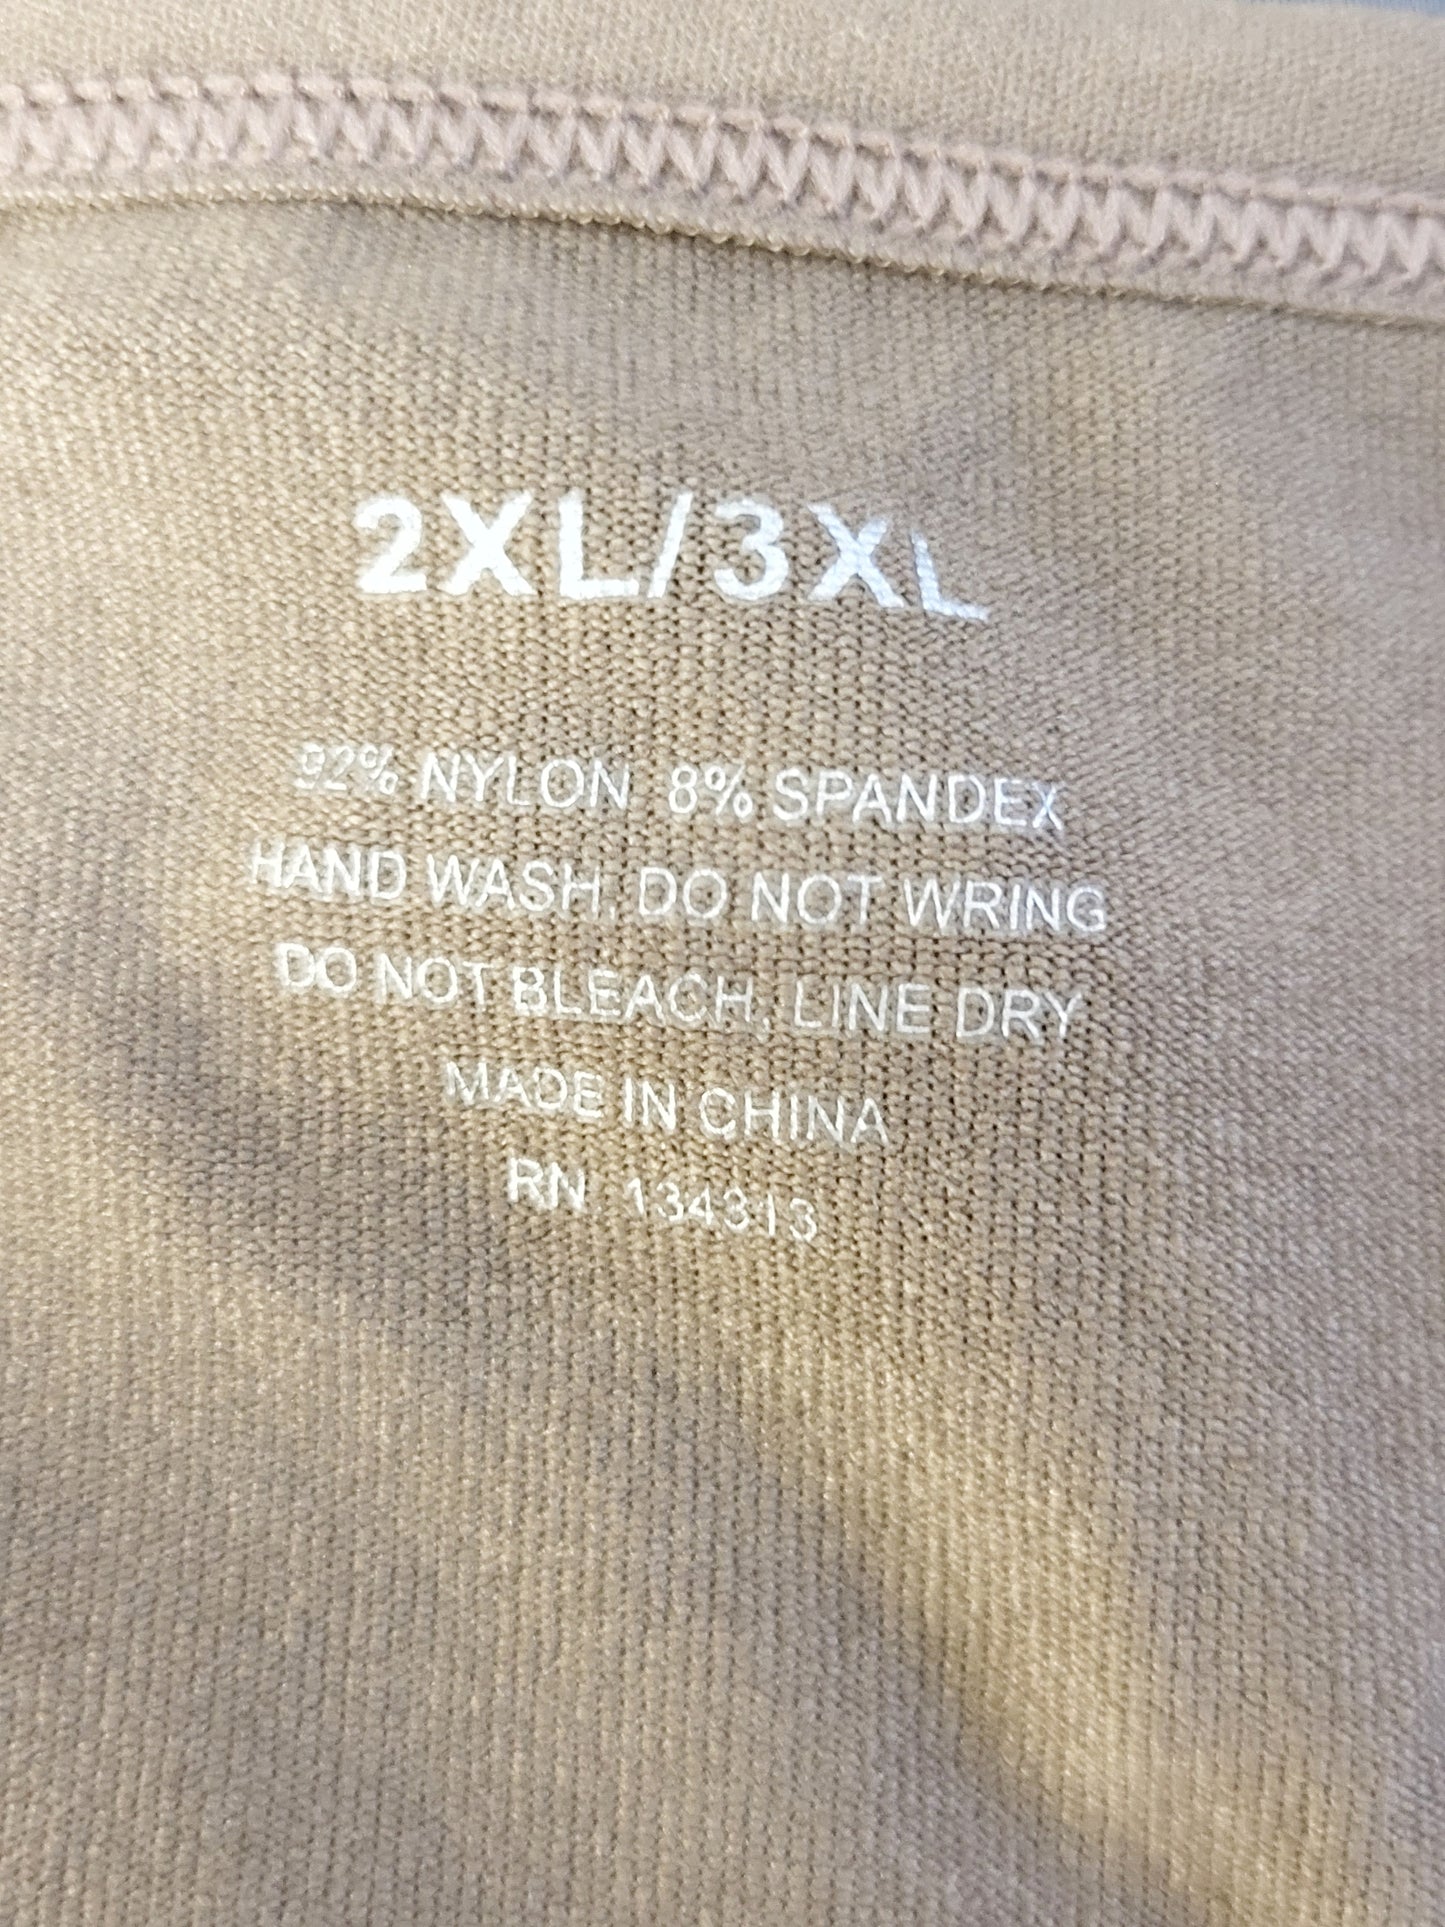 2XL/3XL
92% NYLON 8% SPANDEX
HAND WASH, DO NOT WRING
DO NOT BLEACH, LINE DRY
MADE IN CHINA
RN 134313